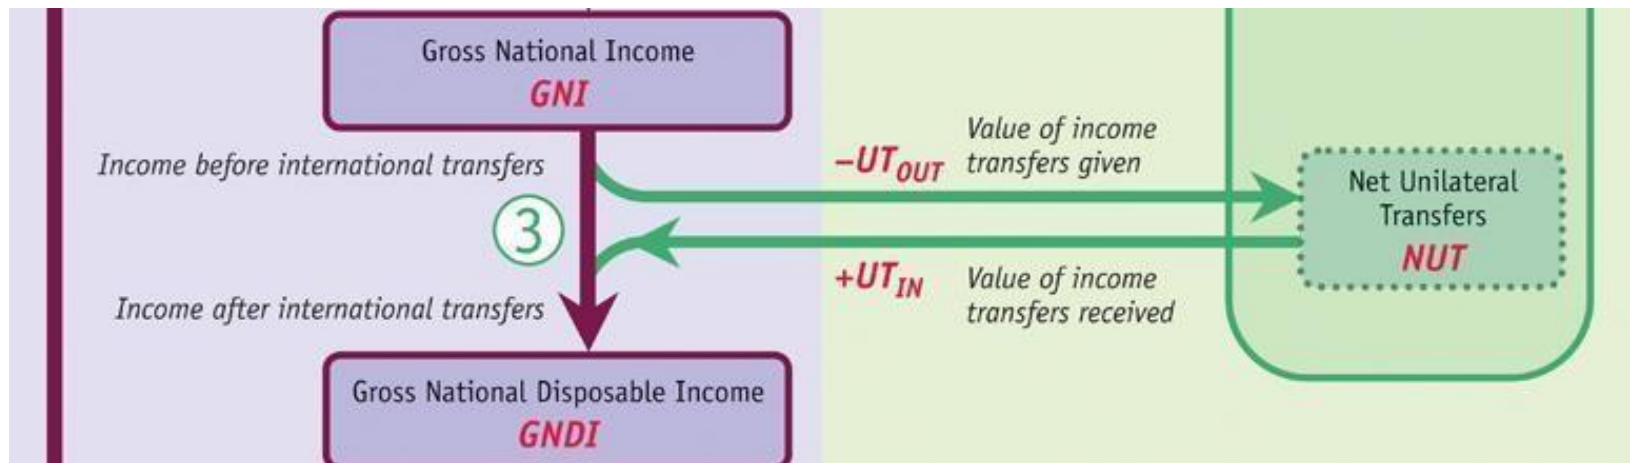 Gross National Income
GNI
Income before international transfers
–UTOUT
Value of income
transfers given
Net Unilateral
Transfers
NUT
3
+UTIN
Value of income
transfers received
Income after international transfers
Gross National Disposable Income
GNDI